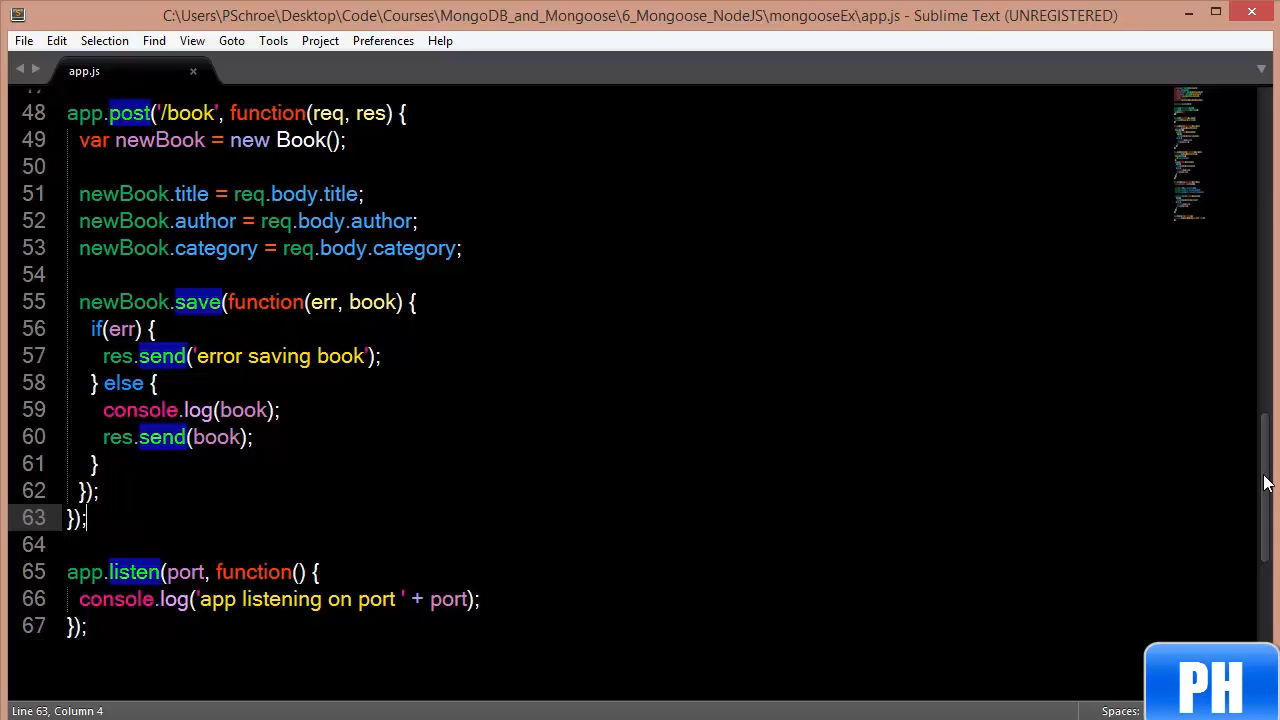 C:\Users\PSchroe\Desktop\Code\Courses\MongoDB_and_Mongoose\6_Mongoose_NodeJS\mongooseEx\app.js - Sublime Text (UNREGISTERED)
File Edit Selection Find View Goto Tools Project Preferences Help
app.js
48 app.post('/book', function(req, res) {
49 var newBook = new Book();
50
51 newBook.title = req.body.title;
52 newBook.author = req.body.author;
53 newBook.category = req.body.category;
54
55 newBook.save(function(err, book) {
56 if(err) {
57 res.send('error saving book');
58 } else {
59 console.log(book);
60 res.send(book);
61 }
62 });
63 });
64
65 app.listen(port, function() {
66 console.log('app listening on port ' + port);
67 });
PH
Line 63, Column 4 Spaces: